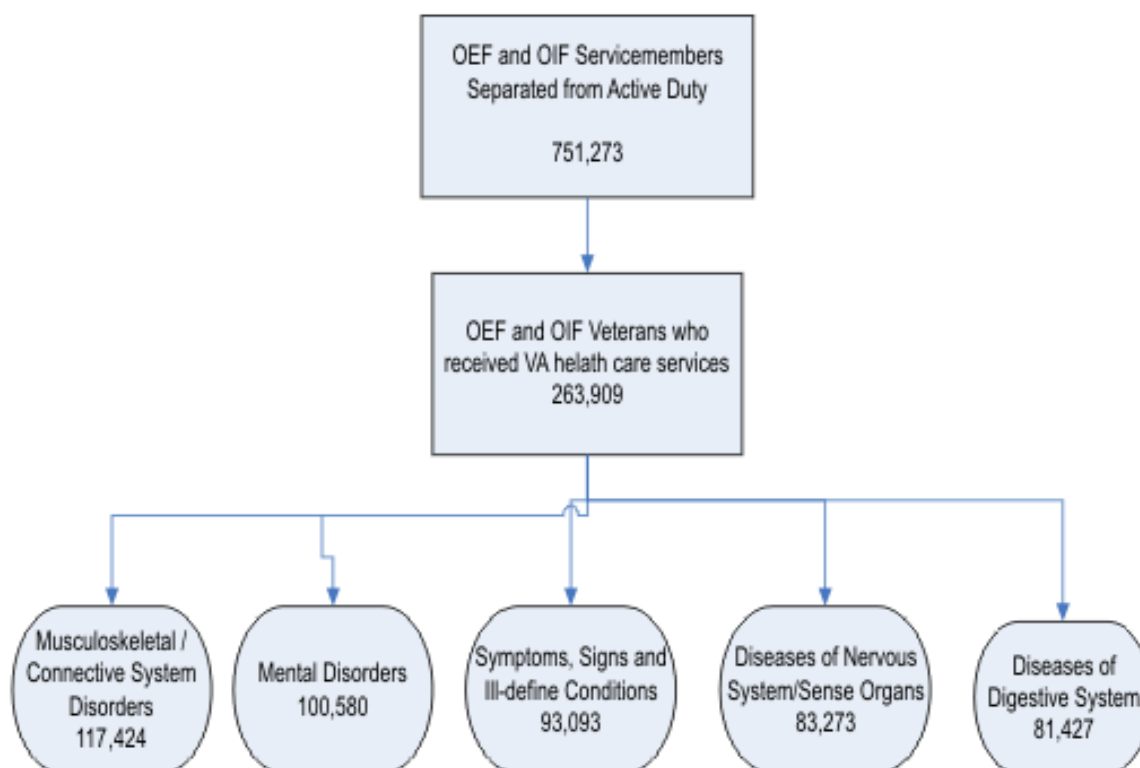 OEF and OIF Servicemembers
Separated from Active Duty
751,273
OEF and OIF Veterans who
received VA helath care services
263,909
Musculoskeletal /
Connective System
Disorders
117,424
Mental Disorders
100,580
Symptoms, Signs and
Ill-define Conditions
93,093
Diseases of Nervous
System/Sense Organs
83,273
Diseases of
Digestive System
81,427